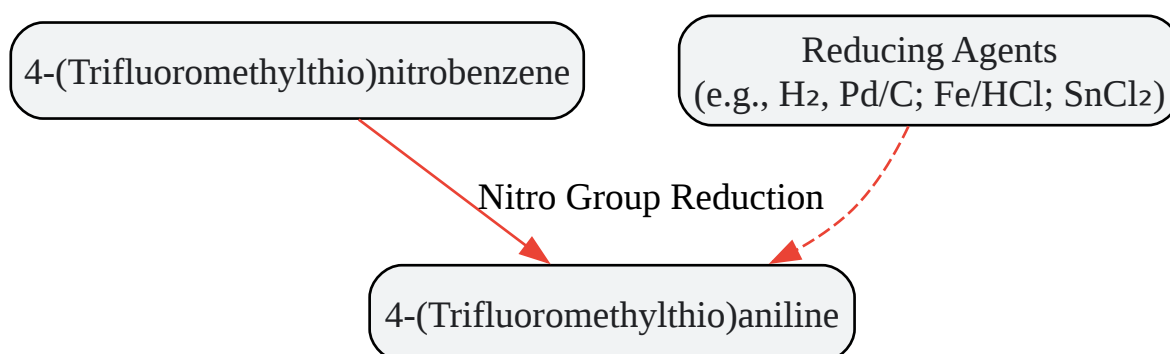 4-(Trifluoromethylthio)nitrobenzene
Reducing Agents
(e.g., H₂, Pd/C; Fe/HCl; SnCl₂)
Nitro Group Reduction
4-(Trifluoromethylthio)aniline